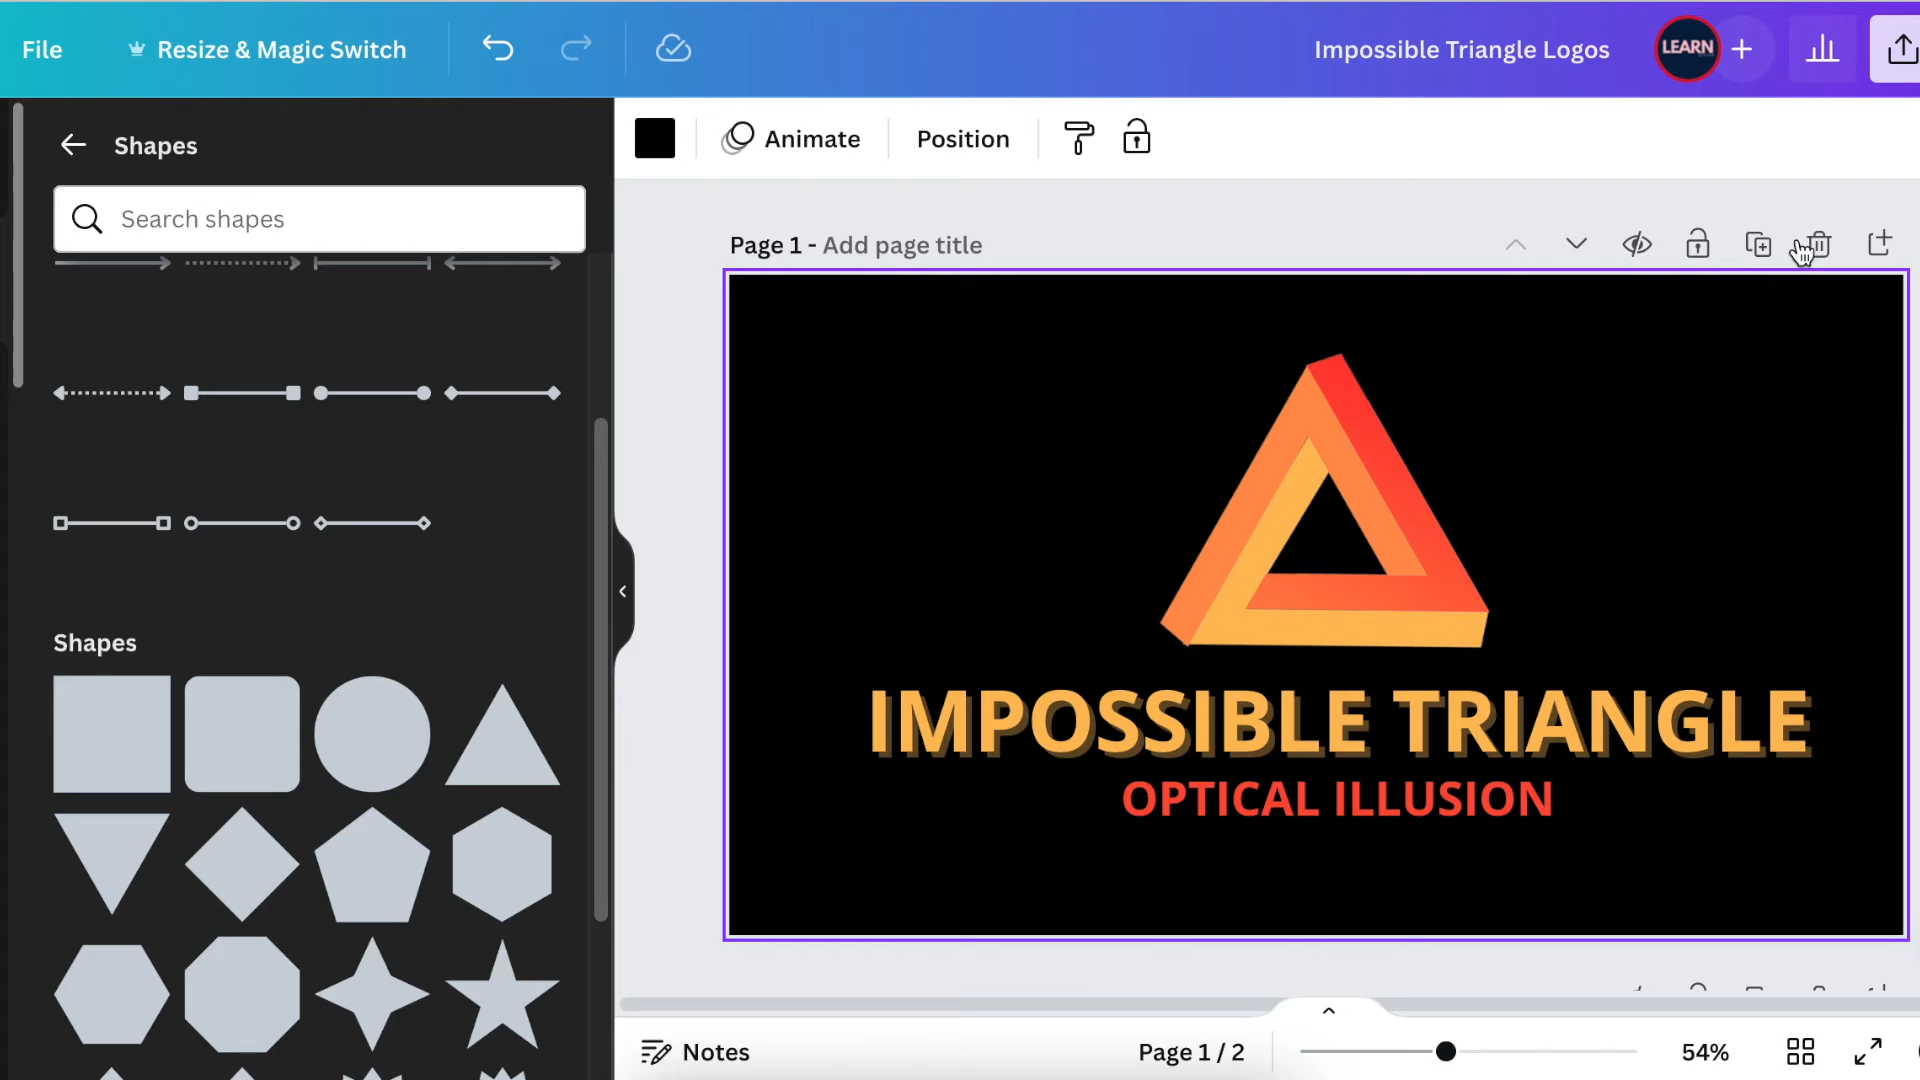 File
Resize & Magic Switch
Impossible Triangle Logos
LEARN
Shapes
Search shapes
Animate
Position
Page 1 - Add page title
Shapes
IMPOSSIBLE TRIANGLE
OPTICAL ILLUSION
Notes
Page 1 / 2
54%